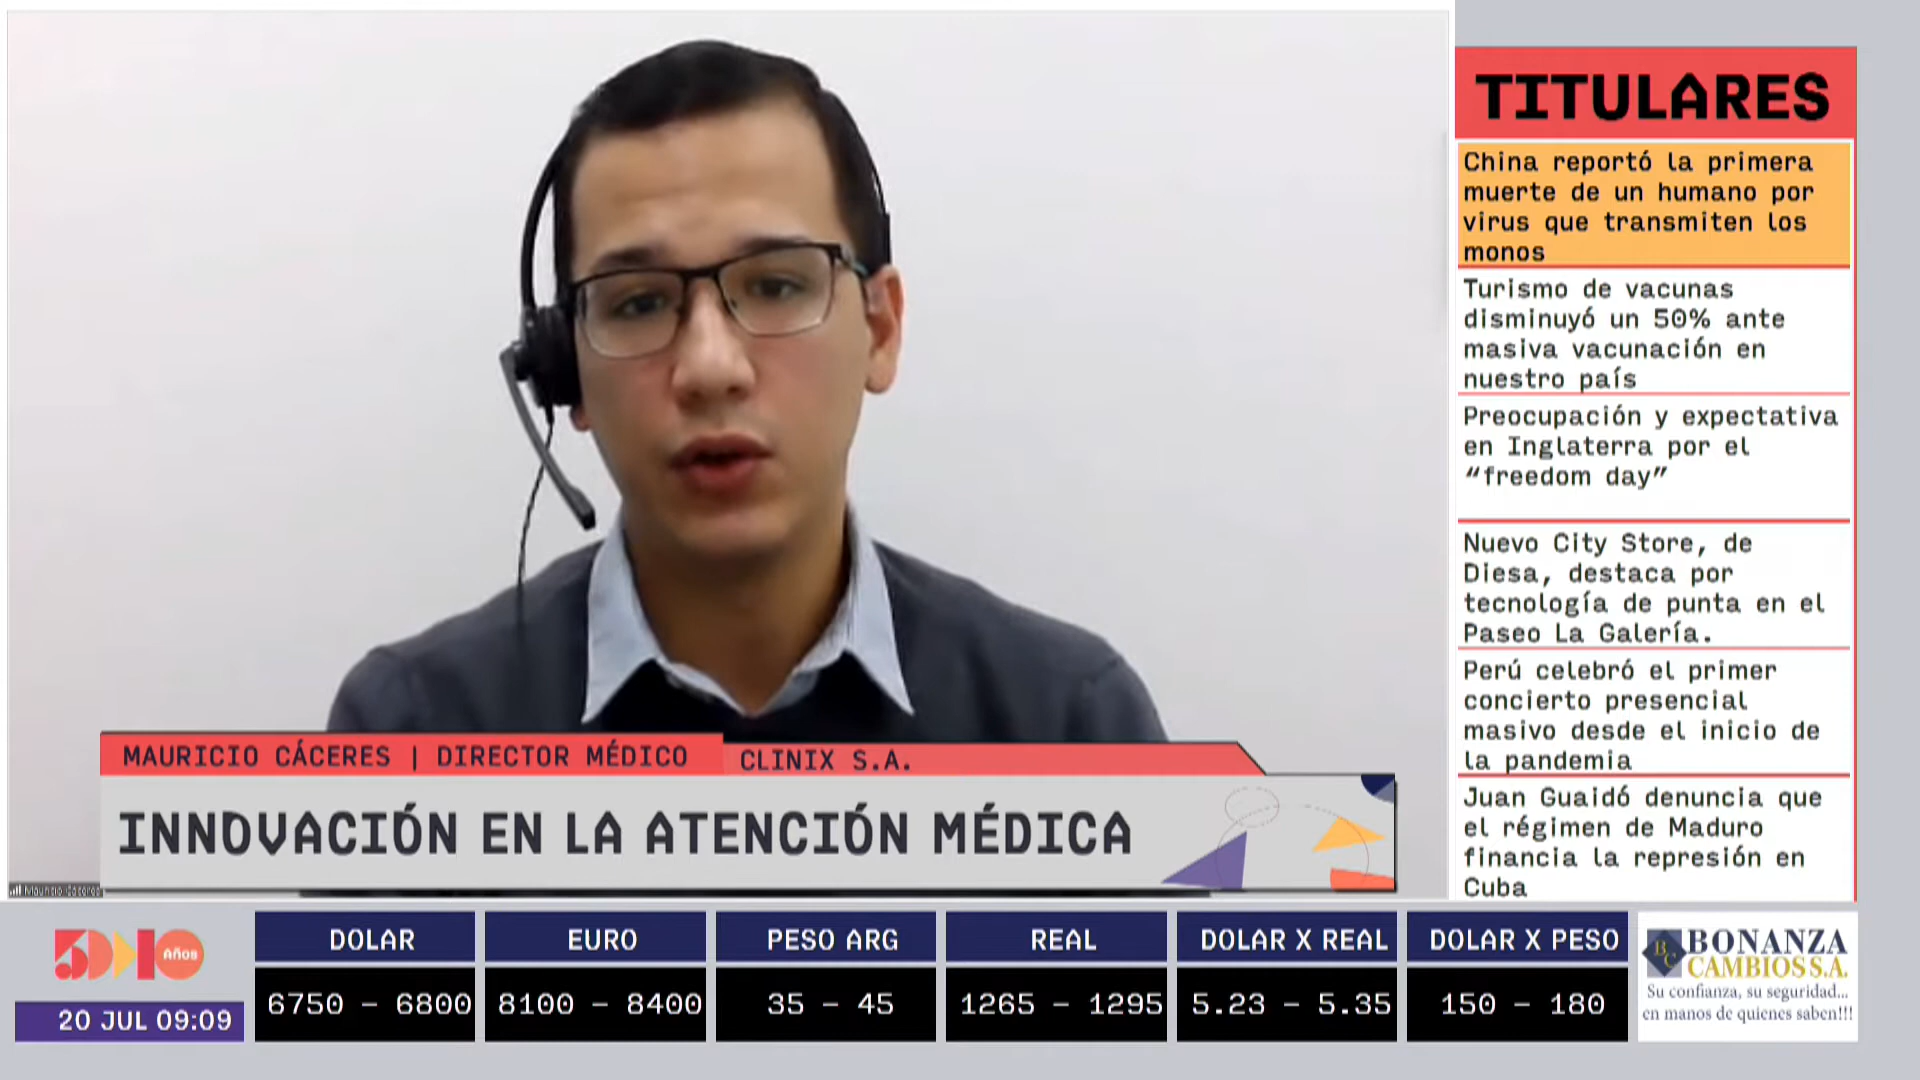 TITULARES
China reportó la primera
muerte de un humano por
virus que transmiten los
monos
Turismo de vacunas
disminuyó un 50% ante
masiva vacunación en
nuestro país
Preocupación y expectativa
en Inglaterra por el
“freedom day”
Nuevo City Store, de
Diesa, destaca por
tecnología de punta en el
Paseo La Galería.
Perú celebró el primer
concierto presencial
masivo desde el inicio de
la pandemia
Juan Guaidó denuncia que
el régimen de Maduro
financia la represión en
Cuba
MAURICIO CÁCERES | DIRECTOR MÉDICO CLINIX S.A.
INNOVACIÓN EN LA ATENCIÓN MÉDICA
Mauricio Cáceres
5D 10 Años
20 JUL 09:09
DOLAR
6750 - 6800
EURO
8100 - 8400
PESO ARG
35 - 45
REAL
1265 - 1295
DOLAR X REAL
5.23 - 5.35
DOLAR X PESO
150 - 180
BC BONANZA
CAMBIOS S.A.
Su confianza, su seguridad...
en manos de quienes saben!!!